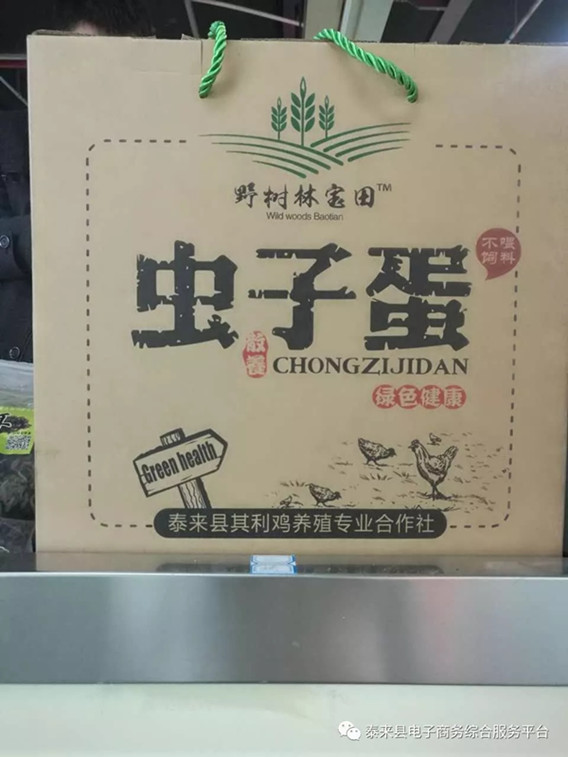 野树林宝田™
Wild woods Baotian
不喂
饲料
虫子蛋
散養
CHONGZIJIDAN
绿色健康
Green health
泰来县其利鸡养殖专业合作社
泰来县电子商务综合服务平台